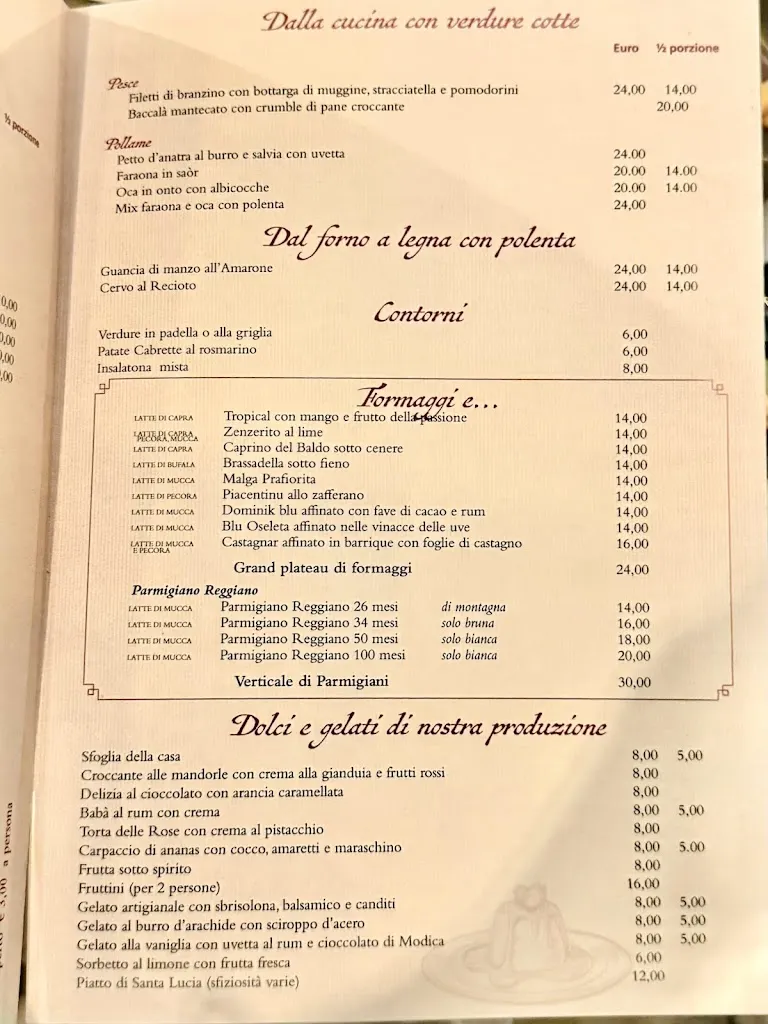 Dalla cucina con verdure cotte
Euro ½ porzione
Pesce
Filetti di branzino con bottarga di muggine, stracciatella e pomodorini 24,00 14,00
Baccalà mantecato con crumble di pane croccante 20,00
Pollame
Petto d'anatra al burro e salvia con uvetta 24.00
Faraona in saòr 20.00 14.00
Oca in onto con albicocche 20.00 14.00
Mix faraona e oca con polenta 24,00
Dal forno a legna con polenta
Guancia di manzo all'Amarone 24,00 14,00
Cervo al Recioto 24,00 14,00
Contorni
Verdure in padella o alla griglia 6,00
Patate Cabrette al rosmarino 6,00
Insalatona mista 8,00
Formaggi e...
LATTE DI CAPRA Tropical con mango e frutto della passione 14,00
LATTE DI CAPRA PECORA, MUCCA Zenzerito al lime 14,00
LATTE DI CAPRA Caprino del Baldo sotto cenere 14,00
LATTE DI BUFALA Brassadella sotto fieno 14,00
LATTE DI MUCCA Malga Prafiorita 14,00
LATTE DI PECORA Piacentinu allo zafferano 14,00
LATTE DI MUCCA Dominik blu affinato con fave di cacao e rum 14,00
LATTE DI MUCCA Blu Oseleta affinato nelle vinacce delle uve 14,00
LATTE DI MUCCA E PECORA Castagnar affinato in barrique con foglie di castagno 16,00
Grand plateau di formaggi 24,00
Parmigiano Reggiano
LATTE DI MUCCA Parmigiano Reggiano 26 mesi di montagna 14,00
LATTE DI MUCCA Parmigiano Reggiano 34 mesi solo bruna 16,00
LATTE DI MUCCA Parmigiano Reggiano 50 mesi solo bianca 18,00
LATTE DI MUCCA Parmigiano Reggiano 100 mesi solo bianca 20,00
Verticale di Parmigiani 30,00
Dolci e gelati di nostra produzione
Sfoglia della casa 8,00 5,00
Croccante alle mandorle con crema alla gianduia e frutti rossi 8,00
Delizia al cioccolato con arancia caramellata 8,00
Babà al rum con crema 8,00 5,00
Torta delle Rose con crema al pistacchio 8,00
Carpaccio di ananas con cocco, amaretti e maraschino 8,00 5.00
Frutta sotto spirito 8,00
Fruttini (per 2 persone) 16,00
Gelato artigianale con sbrisolona, balsamico e canditi 8,00 5,00
Gelato al burro d'arachide con sciroppo d'acero 8,00 5,00
Gelato alla vaniglia con uvetta al rum e cioccolato di Modica 8,00 5,00
Sorbetto al limone con frutta fresca 6,00
Piatto di Santa Lucia (sfiziosità varie) 12,00
½ porzione
0,00
0,00
0,00
,00
,00
€ 3,00 a persona